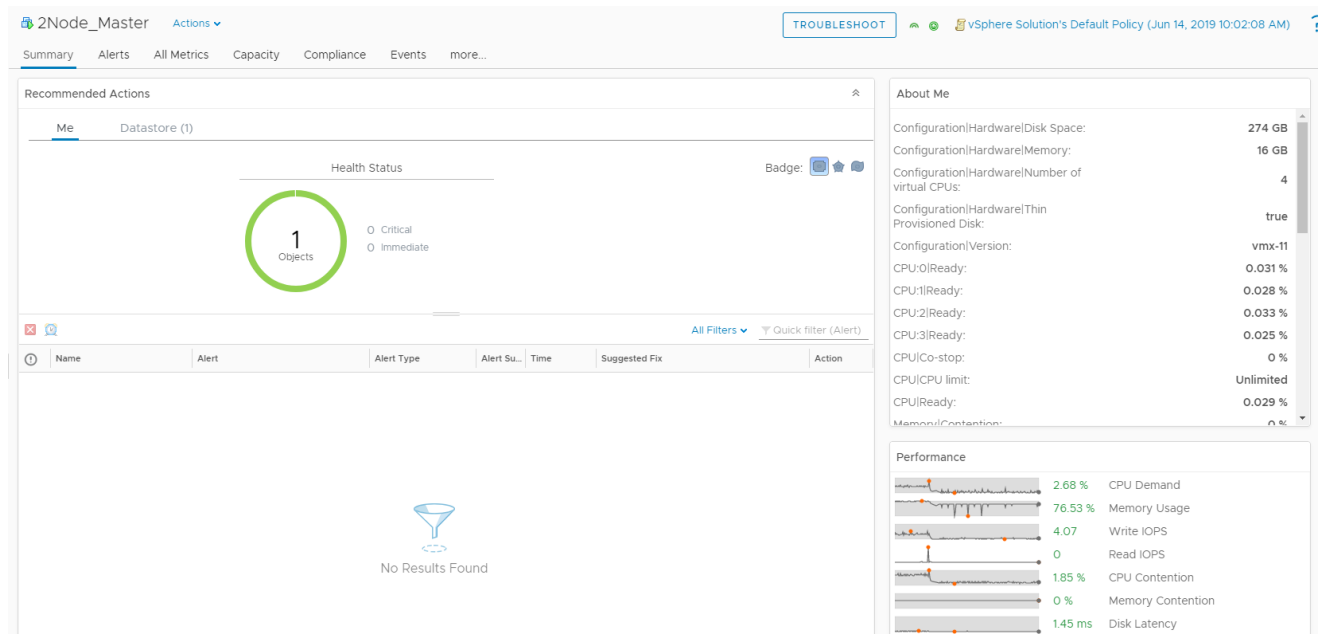 2Node_Master Actions TROUBLESHOOT vSphere Solution's Default Policy (Jun 14, 2019 10:02:08 AM) ?
Summary Alerts All Metrics Capacity Compliance Events more...
Recommended Actions
Me Datastore (1)
Health Status
Badge:
1
Objects
0 Critical
0 Immediate
All Filters Quick filter (Alert)
Name Alert Alert Type Alert Su... Time Suggested Fix Action
No Results Found
About Me
Configuration|Hardware|Disk Space: 274 GB
Configuration|Hardware|Memory: 16 GB
Configuration|Hardware|Number of
virtual CPUs: 4
Configuration|Hardware|Thin
Provisioned Disk: true
Configuration|Version: vmx-11
CPU:0|Ready: 0.031 %
CPU:1|Ready: 0.028 %
CPU:2|Ready: 0.033 %
CPU:3|Ready: 0.025 %
CPU|Co-stop: 0 %
CPU|CPU limit: Unlimited
CPU|Ready: 0.029 %
Memory|Contention: 0 %
Performance
2.68 % CPU Demand
76.53 % Memory Usage
4.07 Write IOPS
0 Read IOPS
1.85 % CPU Contention
0 % Memory Contention
1.45 ms Disk Latency